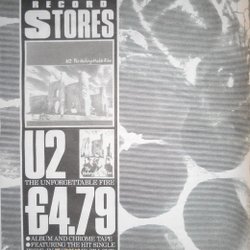 RECORD
STORES
U2 The Unforgettable Fire
U2
THE UNFORGETTABLE FIRE
£4.79
● ALBUM AND CHROME TAPE
● FEATURING THE HIT SINGLE